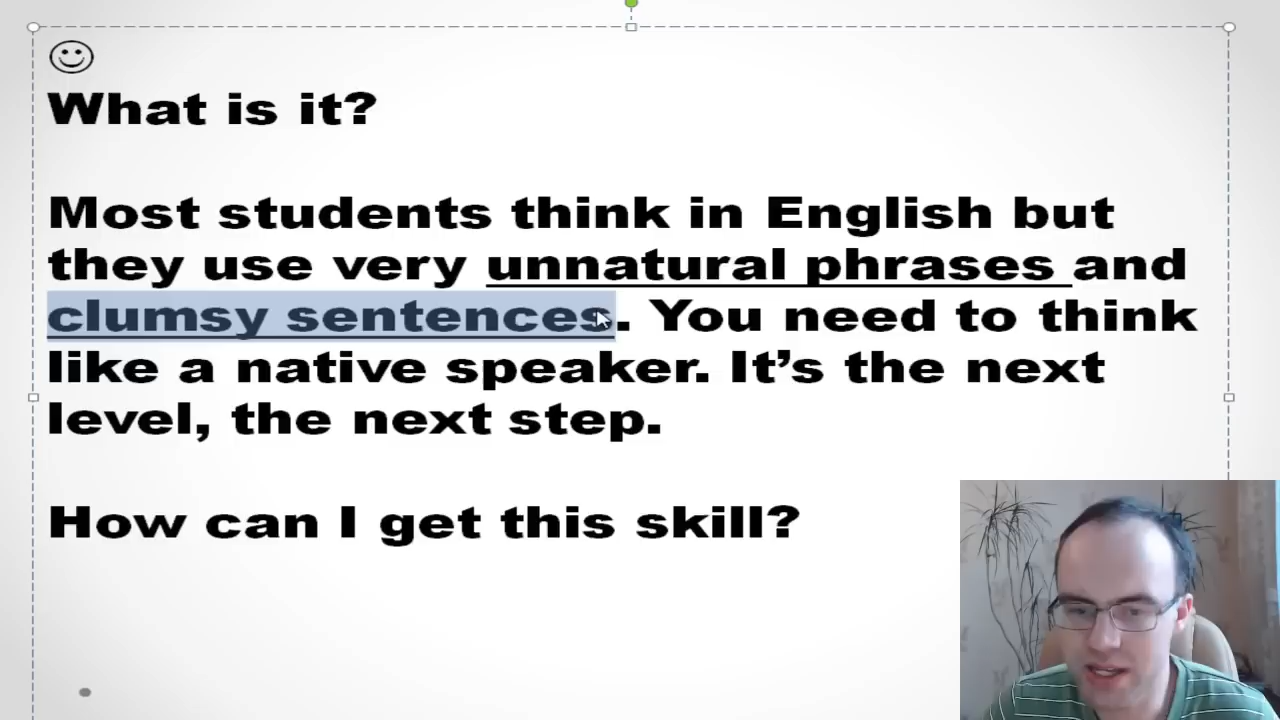 What is it?
Most students think in English but
they use very unnatural phrases and
clumsy sentences. You need to think
like a native speaker. It’s the next
level, the next step.
How can I get this skill?